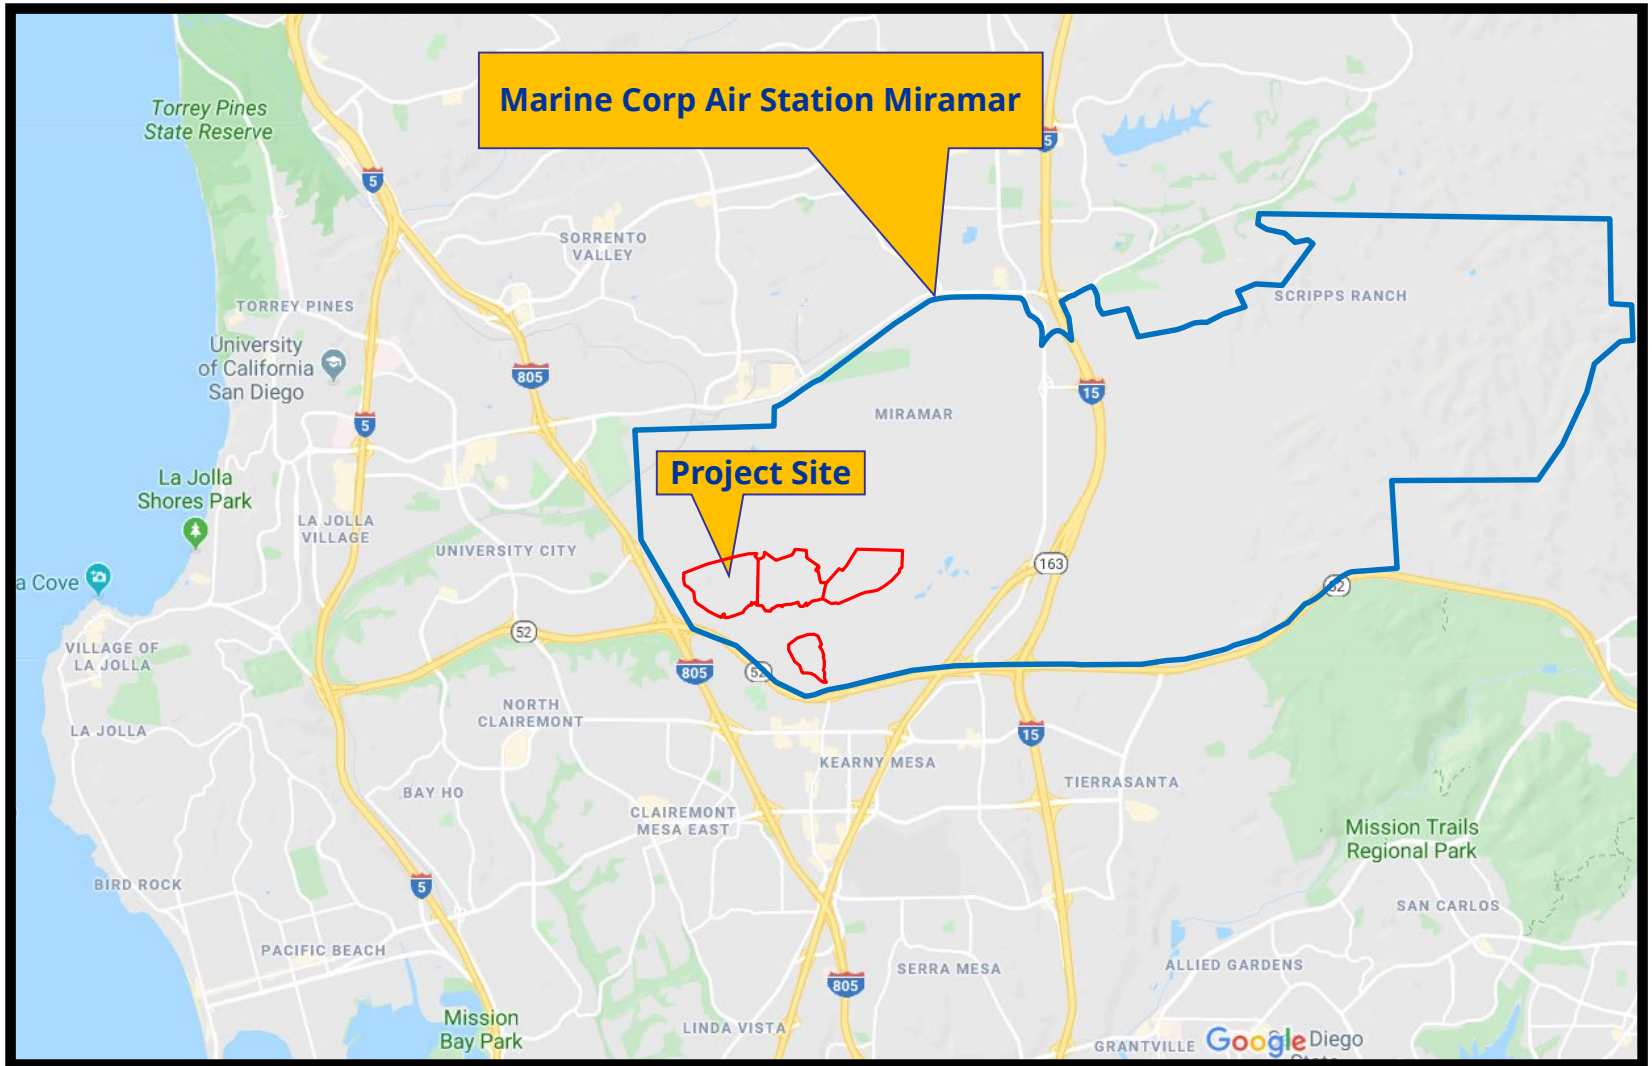 Marine Corp Air Station Miramar
Torrey Pines
State Reserve
5
5
SORRENTO
VALLEY
TORREY PINES
SCRIPPS RANCH
University
of California
San Diego
805
15
MIRAMAR
5
Project Site
La Jolla
Shores Park
LA JOLLA
VILLAGE
UNIVERSITY CITY
163
a Cove
52
52
VILLAGE OF
LA JOLLA
805
52
NORTH
CLAIREMONT
LA JOLLA
15
KEARNY MESA
TIERRASANTA
BAY HO
CLAIREMONT
MESA EAST
Mission Trails
Regional Park
BIRD ROCK
5
SAN CARLOS
PACIFIC BEACH
SERRA MESA
ALLIED GARDENS
805
Mission
Bay Park
LINDA VISTA
GRANTVILLE
Google
Diego